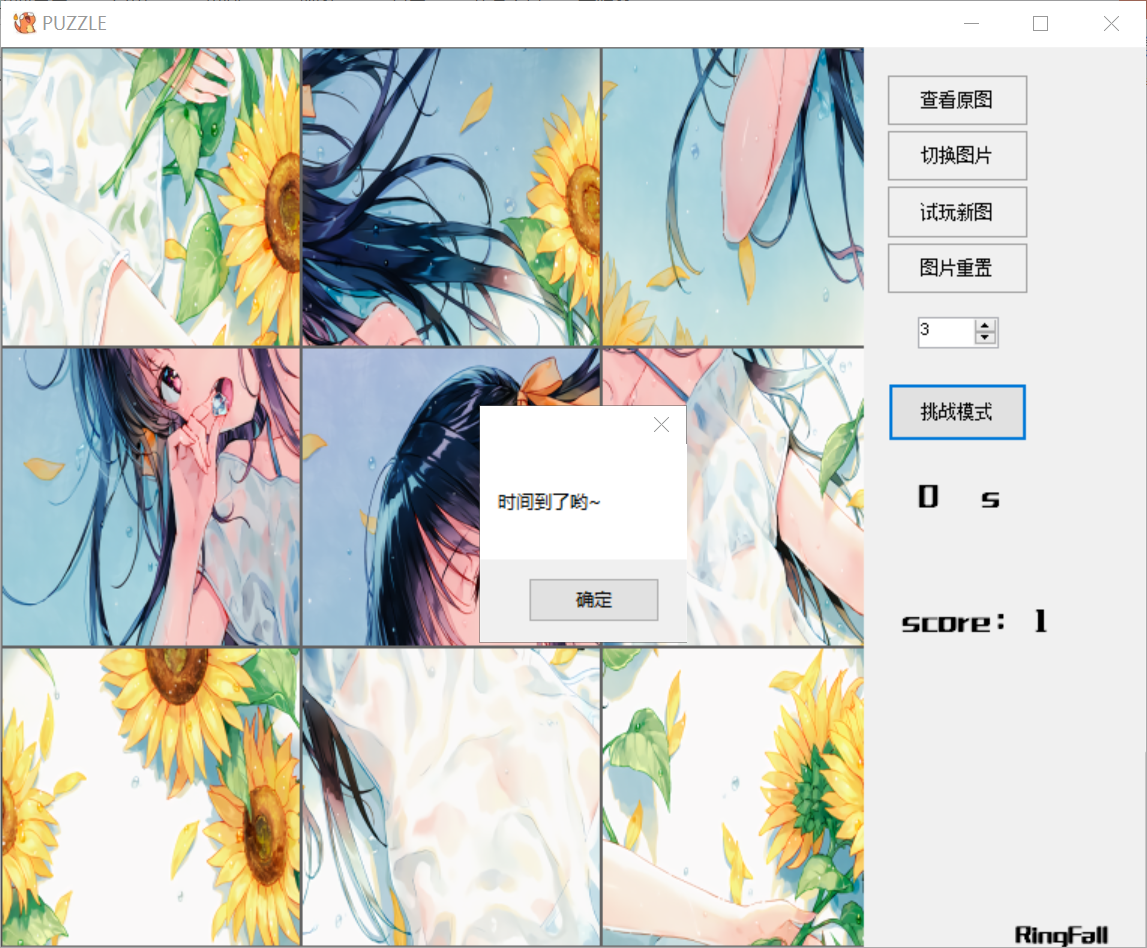 PUZZLE
查看原图
切换图片
试玩新图
图片重置
3
挑战模式
0 s
时间到了哟~
确定
score: 1
RingFall